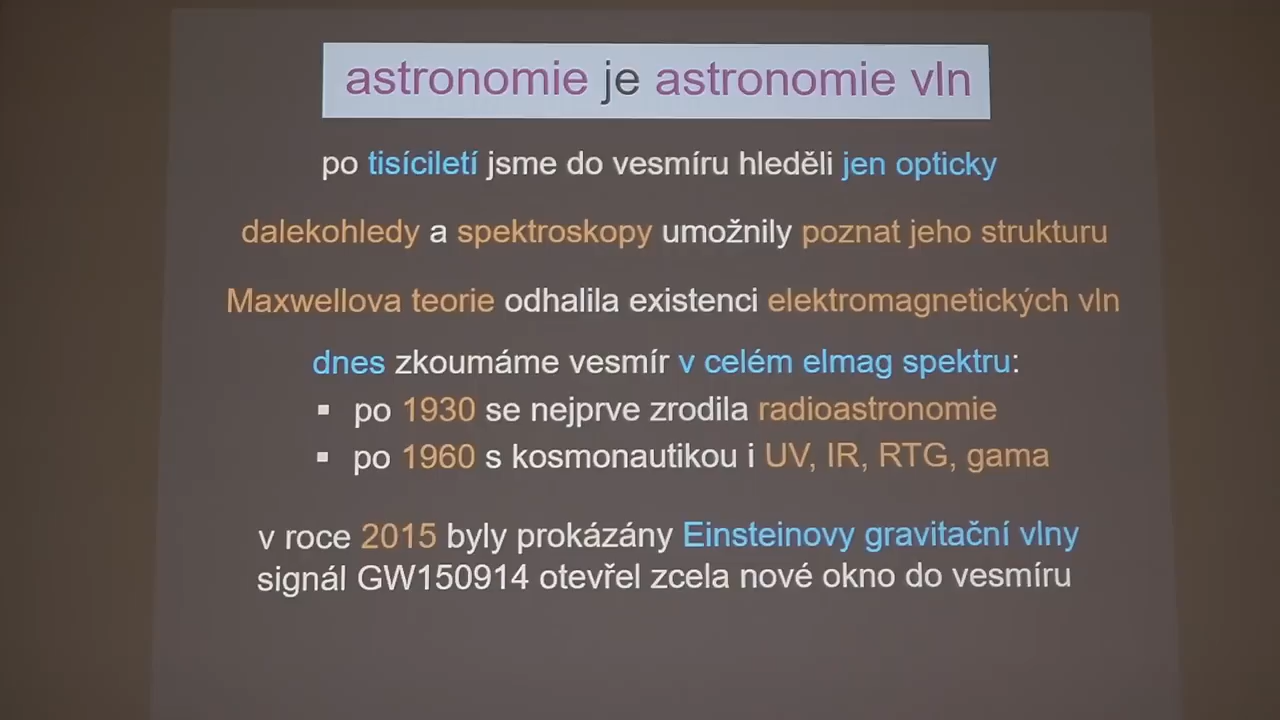 astronomie je astronomie vln
po tisíciletí jsme do vesmíru hleděli jen opticky
dalekohledy a spektroskopy umožnily poznat jeho strukturu
Maxwellova teorie odhalila existenci elektromagnetických vln
dnes zkoumáme vesmír v celém elmag spektru:
▪ po 1930 se nejprve zrodila radioastronomie
▪ po 1960 s kosmonautikou i UV, IR, RTG, gama
v roce 2015 byly prokázány Einsteinovy gravitační vlny
signál GW150914 otevřel zcela nové okno do vesmíru